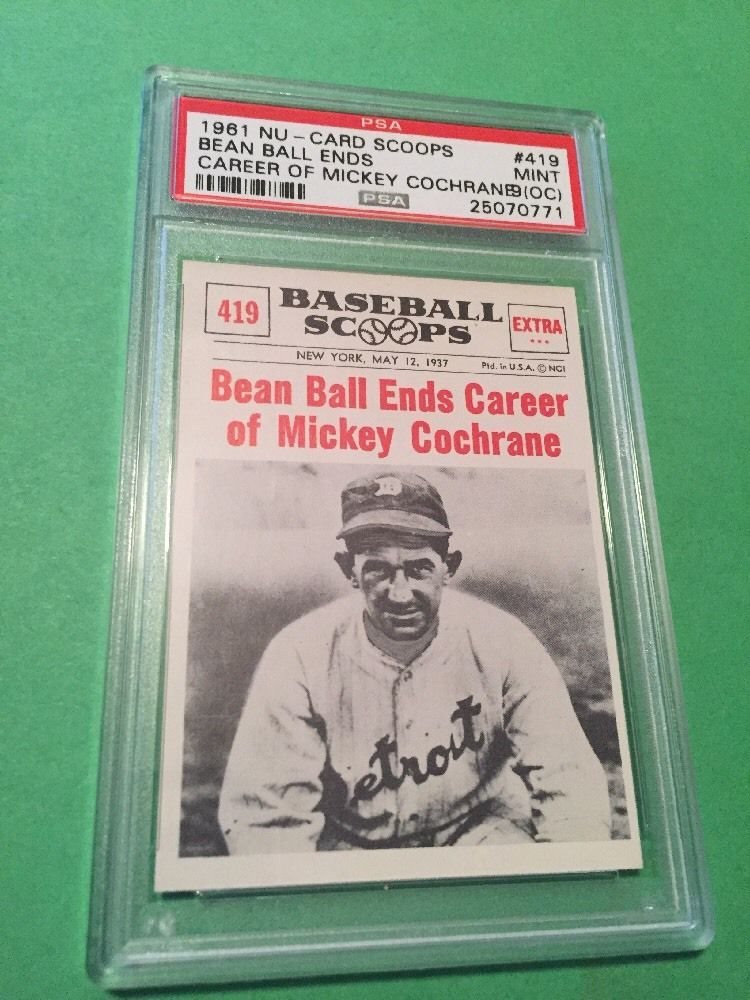 PSA
1961 NU-CARD SCOOPS #419
BEAN BALL ENDS MINT
CAREER OF MICKEY COCHRANE 9(OC)
PSA 25070771
419 BASEBALL SCOOPS EXTRA
NEW YORK, MAY 12, 1937 Ptd. in U.S.A. © NCI
Bean Ball Ends Career
of Mickey Cochrane
D
Detroit